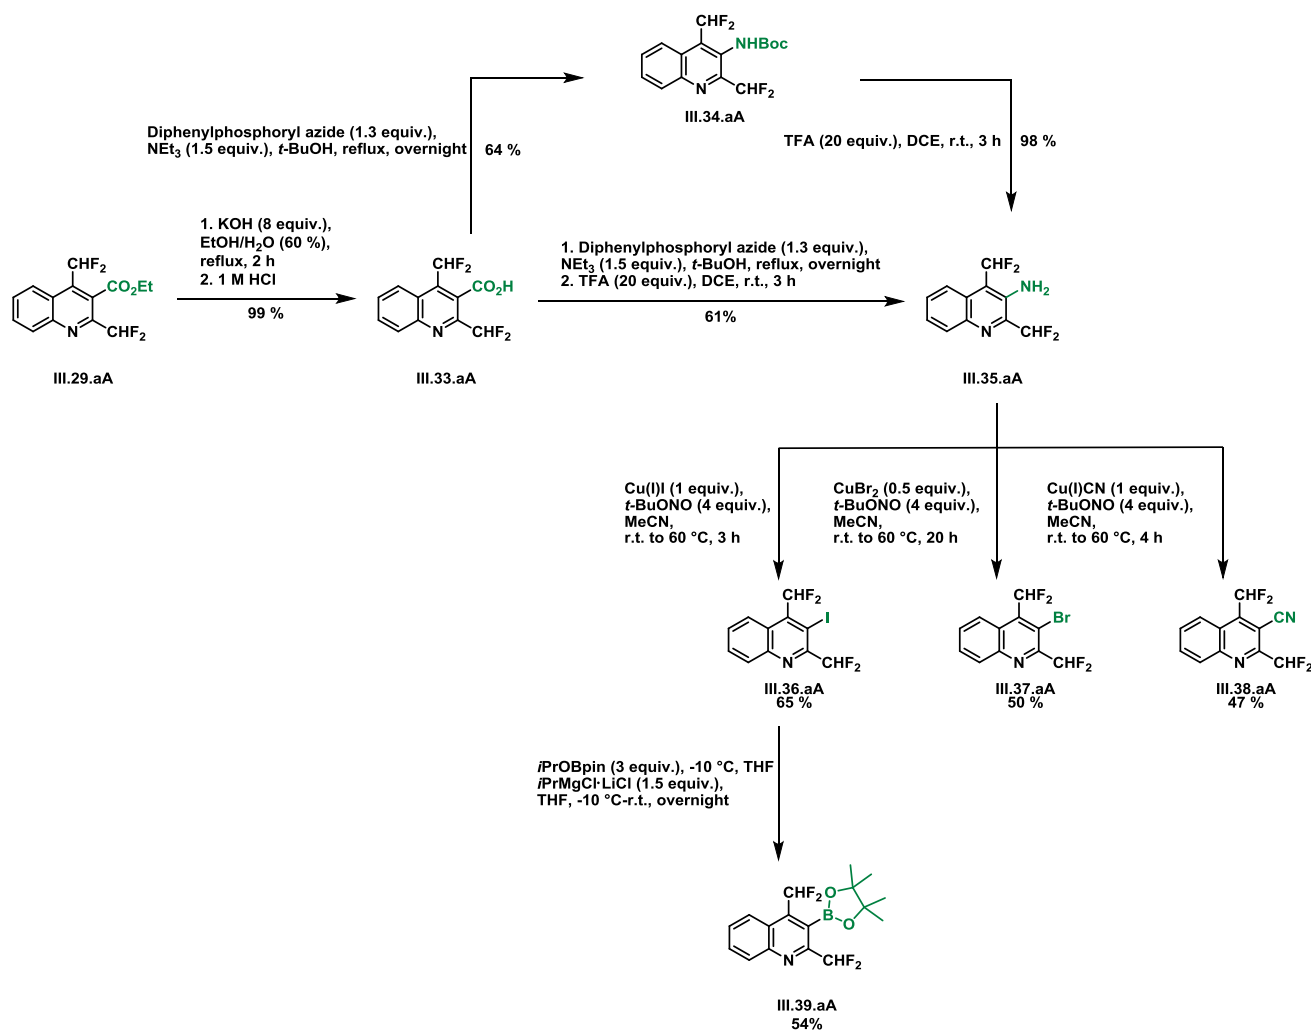 CHF2
NHBoc
N
CHF2
III.34.aA
Diphenylphosphoryl azide (1.3 equiv.),
NEt3 (1.5 equiv.), t-BuOH, reflux, overnight
64 %
TFA (20 equiv.), DCE, r.t., 3 h
98 %
1. KOH (8 equiv.),
EtOH/H2O (60 %),
reflux, 2 h
2. 1 M HCl
99 %
1. Diphenylphosphoryl azide (1.3 equiv.),
NEt3 (1.5 equiv.), t-BuOH, reflux, overnight
2. TFA (20 equiv.), DCE, r.t., 3 h
61%
CHF2
CO2Et
N
CHF2
III.29.aA
CHF2
CO2H
N
CHF2
III.33.aA
CHF2
NH2
N
CHF2
III.35.aA
Cu(I)I (1 equiv.),
t-BuONO (4 equiv.),
MeCN,
r.t. to 60 °C, 3 h
CuBr2 (0.5 equiv.),
t-BuONO (4 equiv.),
MeCN,
r.t. to 60 °C, 20 h
Cu(I)CN (1 equiv.),
t-BuONO (4 equiv.),
MeCN,
r.t. to 60 °C, 4 h
CHF2
I
N
CHF2
III.36.aA
65 %
CHF2
Br
N
CHF2
III.37.aA
50 %
CHF2
CN
N
CHF2
III.38.aA
47 %
iPrOBpin (3 equiv.), -10 °C, THF
iPrMgCl·LiCl (1.5 equiv.),
THF, -10 °C-r.t., overnight
CHF2
O
B
O
N
CHF2
III.39.aA
54%